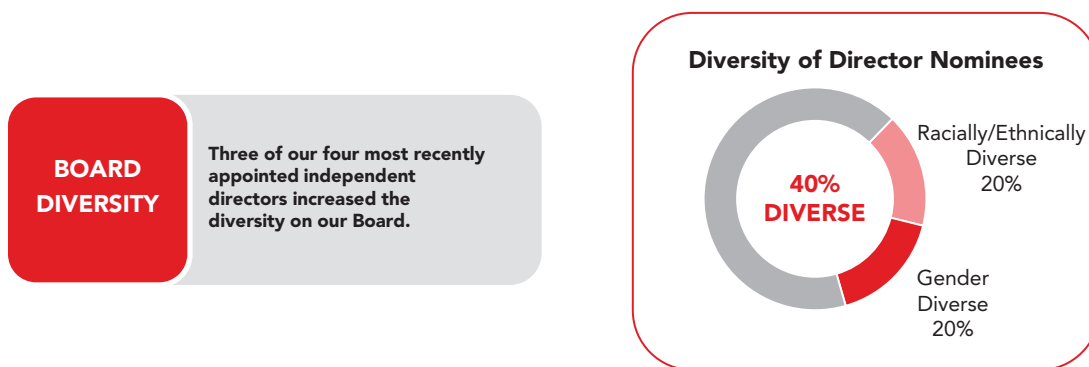 BOARD
DIVERSITY
Three of our four most recently
appointed independent
directors increased the
diversity on our Board.
Diversity of Director Nominees
40%
DIVERSE
Racially/Ethnically
Diverse
20%
Gender
Diverse
20%